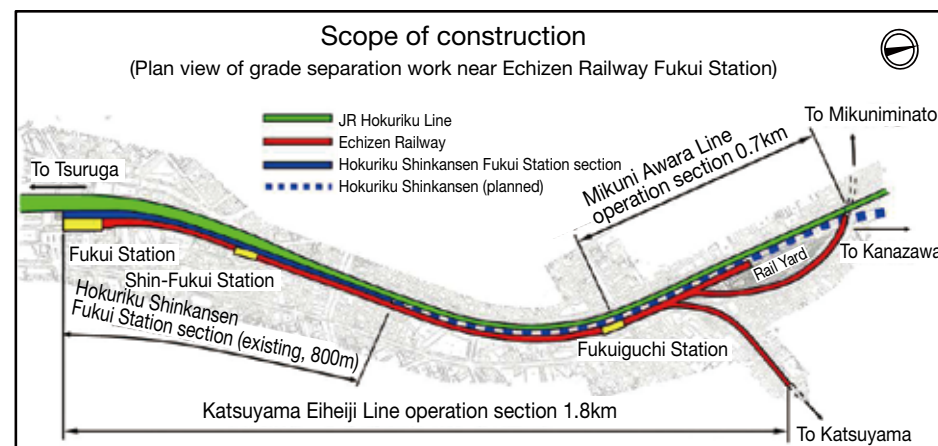 Scope of construction
(Plan view of grade separation work near Echizen Railway Fukui Station)
JR Hokuriku Line
Echizen Railway
Hokuriku Shinkansen Fukui Station section
Hokuriku Shinkansen (planned)
To Mikuniminato
To Tsuruga
Mikuni Awara Line
operation section 0.7km
To Kanazawa
Rail Yard
Fukui Station
Shin-Fukui Station
Hokuriku Shinkansen
Fukui Station section (existing, 800m)
Fukuiguchi Station
Katsuyama Eiheiji Line operation section 1.8km
To Katsuyama